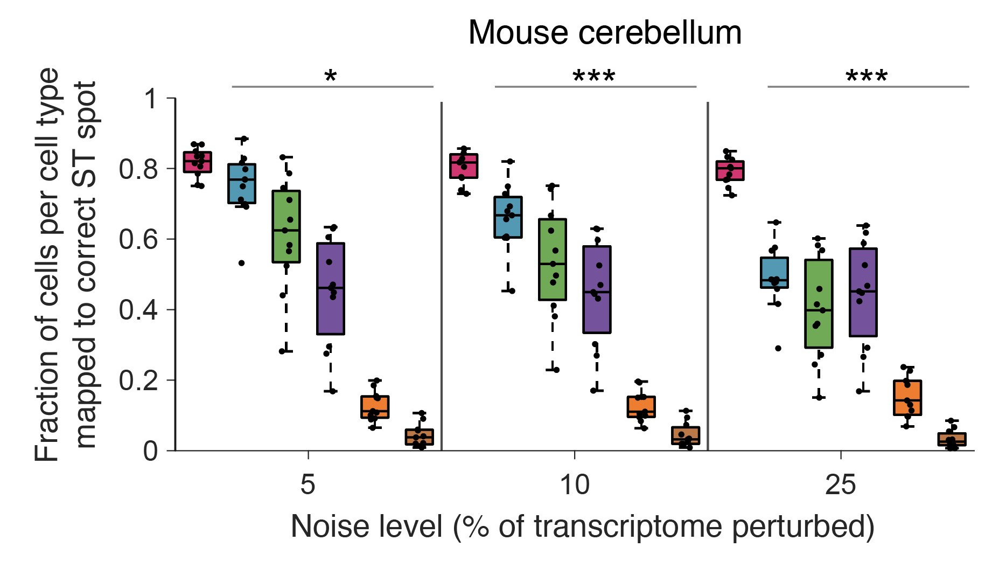 Mouse cerebellum
Fraction of cells per cell type
mapped to correct ST spot
* *** ***
1
0.8
0.6
0.4
0.2
0
5 10 25
Noise level (% of transcriptome perturbed)